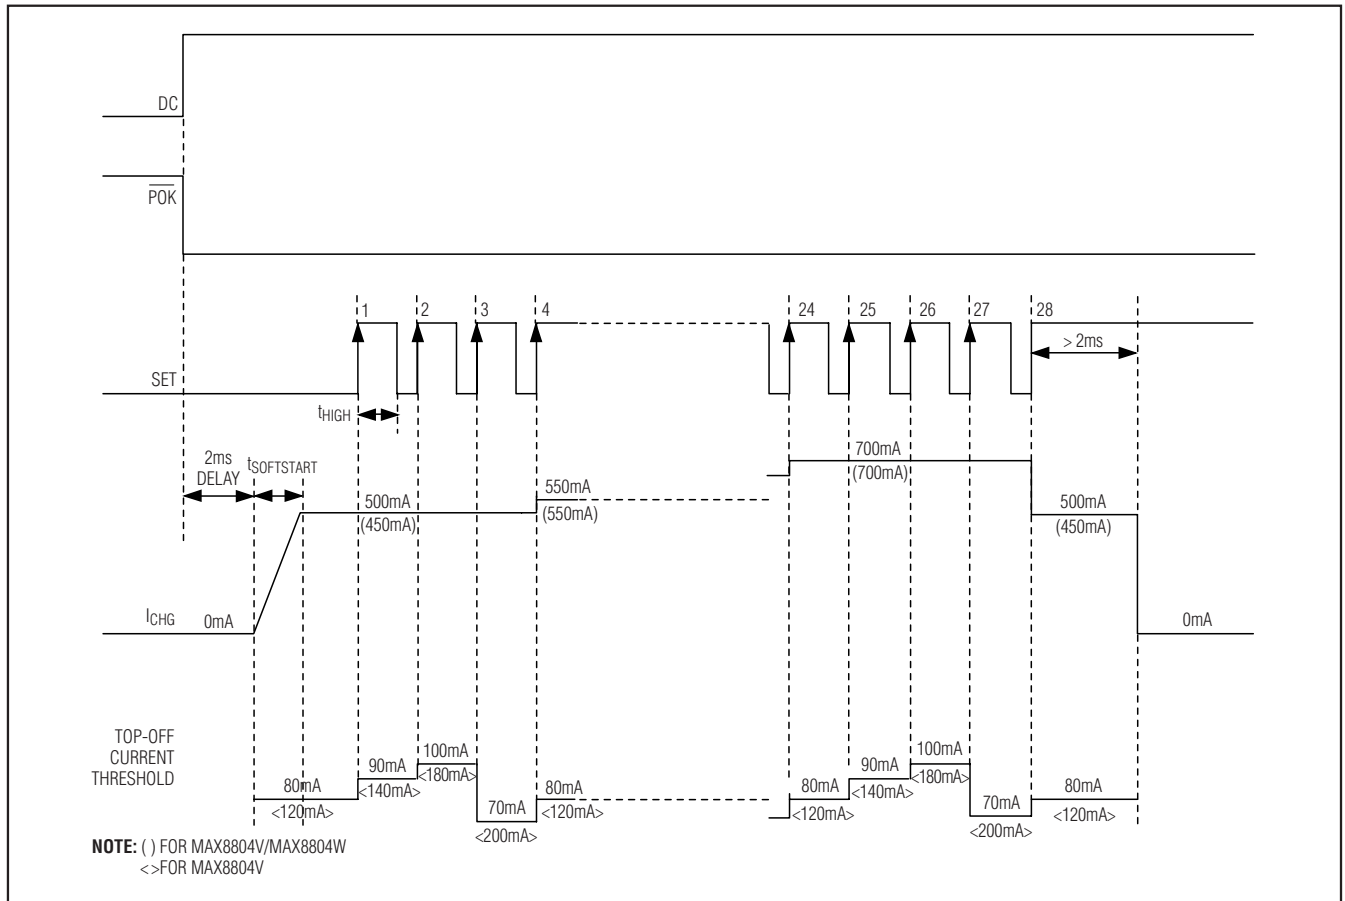 DC
POK
1
2
3
4
24
25
26
27
28
> 2ms
SET
tHIGH
2ms
DELAY
tSOFTSTART
700mA
(700mA)
550mA
(550mA)
500mA
(450mA)
500mA
(450mA)
ICHG
0mA
0mA
TOP-OFF
CURRENT
THRESHOLD
80mA
<120mA>
90mA
<140mA>
100mA
<180mA>
70mA
<200mA>
80mA
<120mA>
80mA
<120mA>
90mA
<140mA>
100mA
<180mA>
70mA
<200mA>
80mA
<120mA>
NOTE: ( ) FOR MAX8804V/MAX8804W
<>FOR MAX8804V